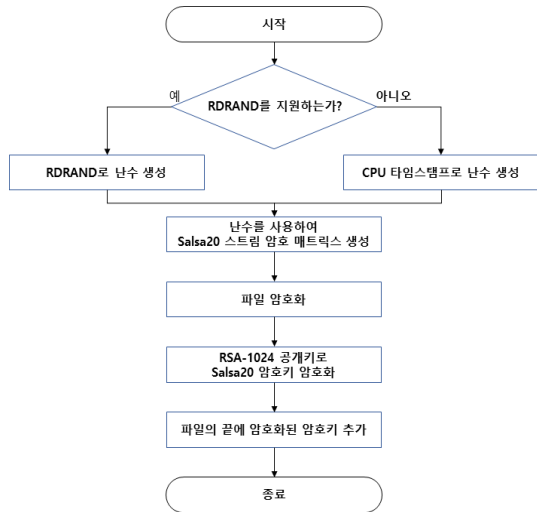 시작
예
RDRAND를 지원하는가?
아니오
RDRAND로 난수 생성
CPU 타임스탬프로 난수 생성
난수를 사용하여
Salsa20 스트림 암호 매트릭스 생성
파일 암호화
RSA-1024 공개키로
Salsa20 암호키 암호화
파일의 끝에 암호화된 암호키 추가
종료